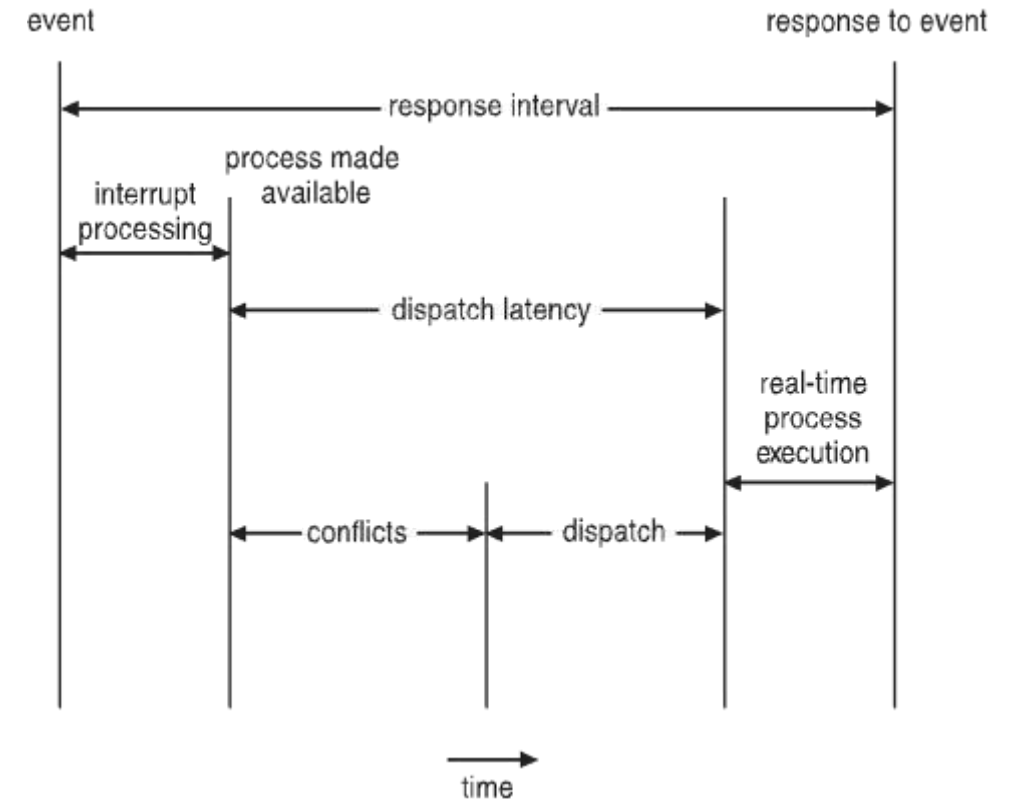 event
response to event
response interval
process made
available
interrupt
processing
dispatch latency
real-time
process
execution
conflicts
dispatch
time